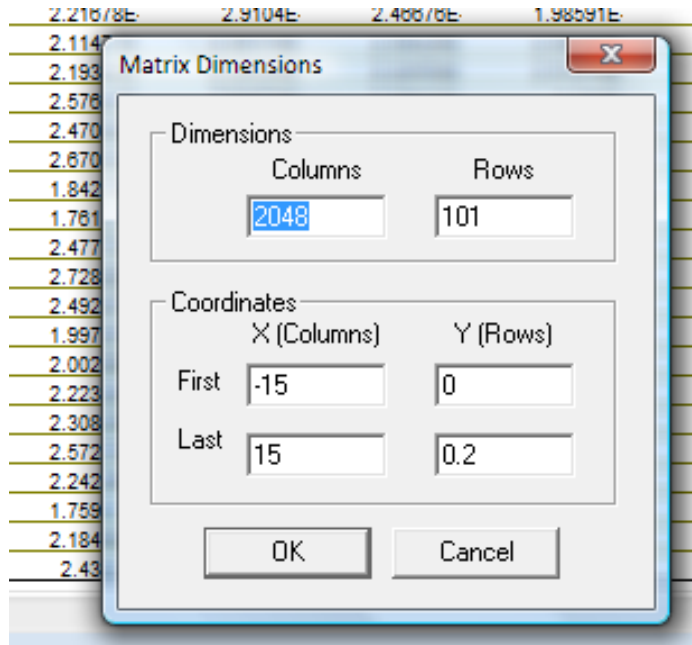 2.21678E- 2.9104E- 2.46676E- 1.98591E-
2.1147
Matrix Dimensions
2.193
2.576
2.470
2.670
1.842
1.761
2.477
2.728
2.492
1.997
2.002
2.223
2.308
2.572
2.242
1.759
2.184
2.43
Dimensions
Columns Rows
2048 101
Coordinates
X (Columns) Y (Rows)
First -15 0
Last 15 0.2
OK Cancel